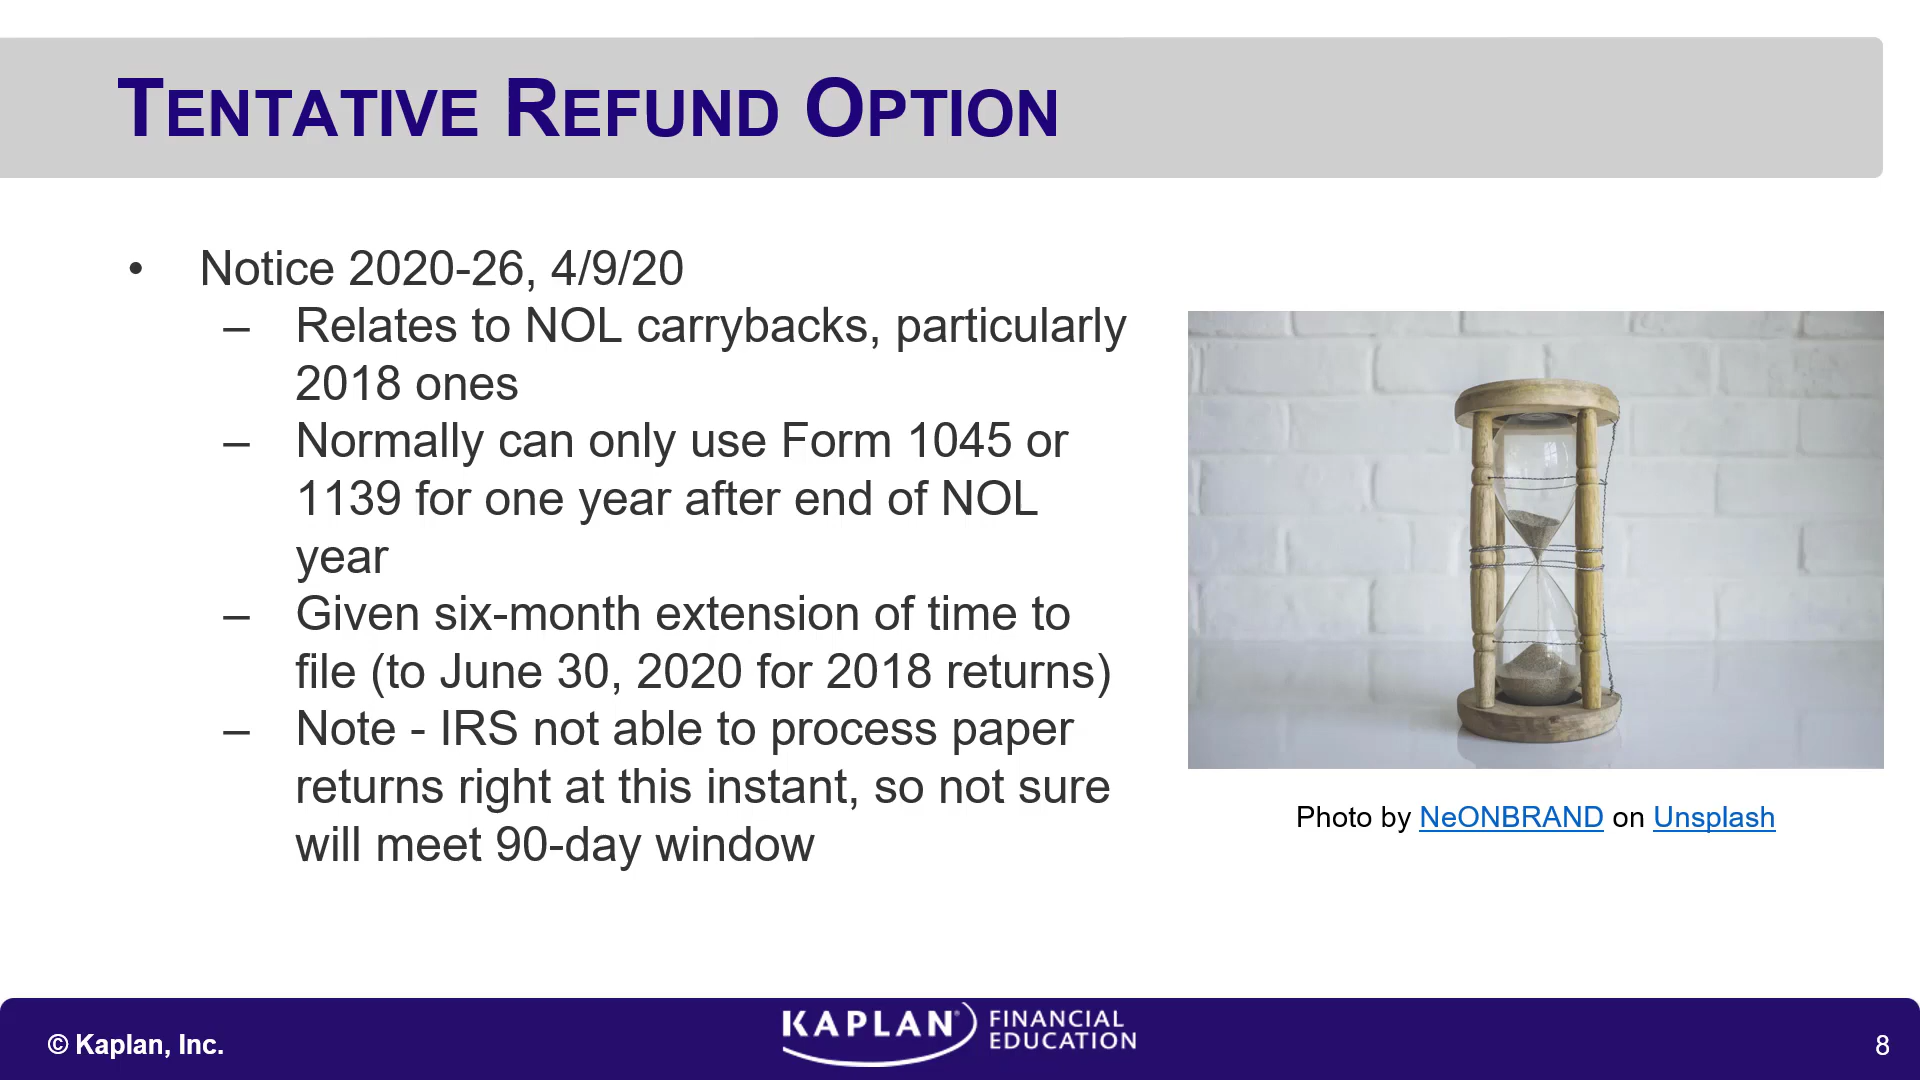 TENTATIVE REFUND OPTION
• Notice 2020-26, 4/9/20
– Relates to NOL carrybacks, particularly
2018 ones
– Normally can only use Form 1045 or
1139 for one year after end of NOL
year
– Given six-month extension of time to
file (to June 30, 2020 for 2018 returns)
– Note - IRS not able to process paper
returns right at this instant, so not sure
will meet 90-day window
Photo by NeONBRAND on Unsplash
© Kaplan, Inc.
KAPLAN® FINANCIAL
EDUCATION
8